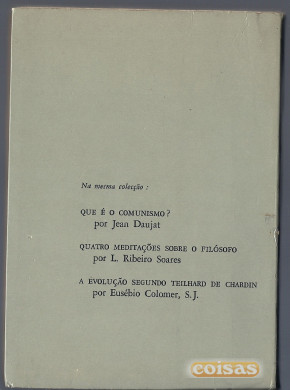 Na mesma colecção :
QUE É O COMUNISMO?
por Jean Daujat
QUATRO MEDITAÇÕES SOBRE O FILÓSOFO
por L. Ribeiro Soares
A EVOLUÇÃO SEGUNDO TEILHARD DE CHARDIN
por Eusébio Colomer, S. J.
coisas